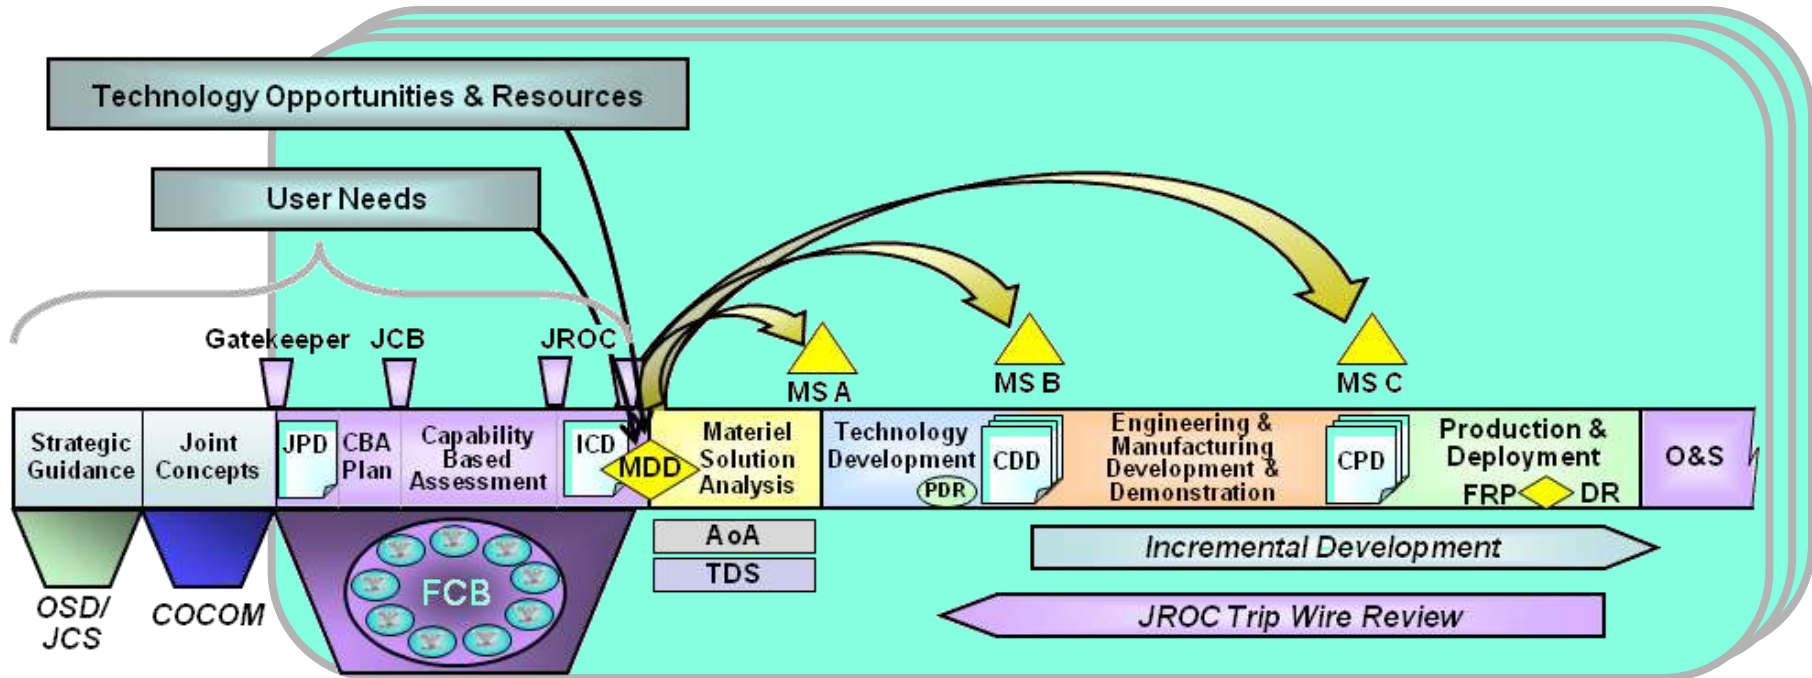 Technology Opportunities & Resources
User Needs
Gatekeeper
JCB
JROC
MS A
MS B
MS C
Strategic
Guidance
Joint
Concepts
JPD
CBA
Plan
Capability
Based
Assessment
ICD
MDD
Materiel
Solution
Analysis
Technology
Development
PDR
CDD
Engineering &
Manufacturing
Development &
Demonstration
CPD
Production &
Deployment
FRP
DR
O&S
OSD/
JCS
COCOM
FCB
AoA
TDS
Incremental Development
JROC Trip Wire Review